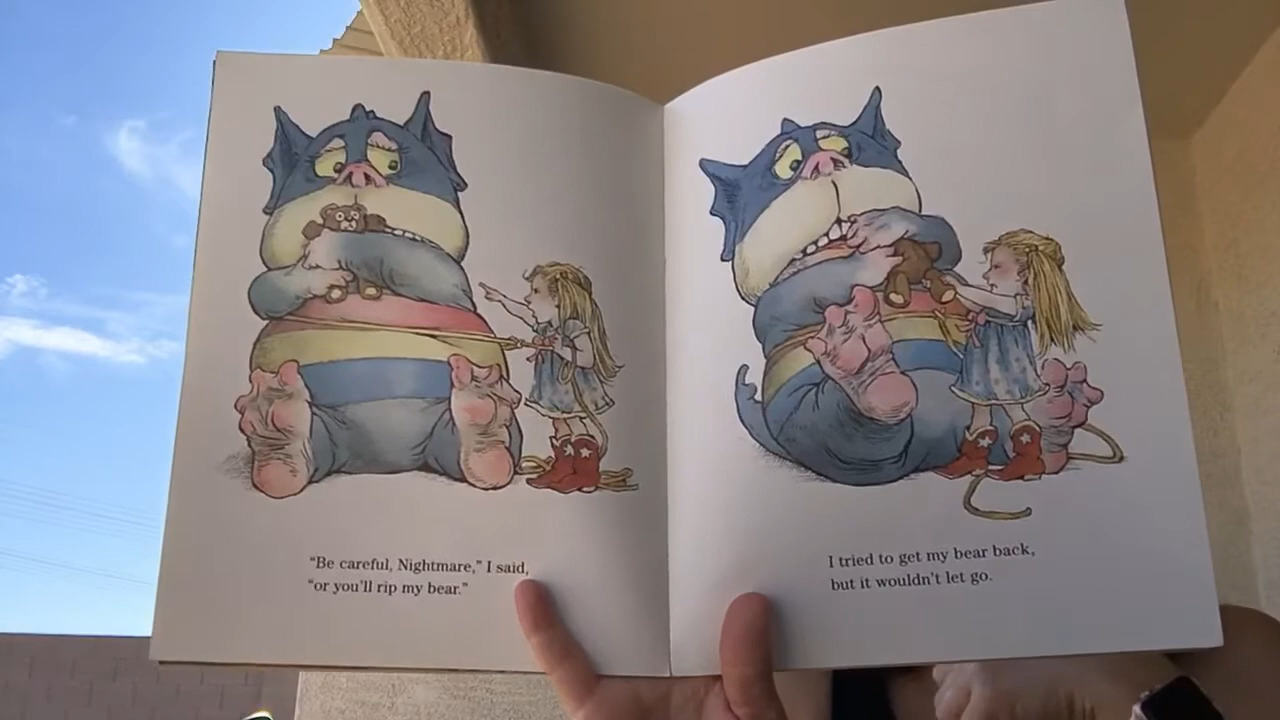 "Be careful, Nightmare," I said,
"or you'll rip my bear."
I tried to get my bear back,
but it wouldn't let go.